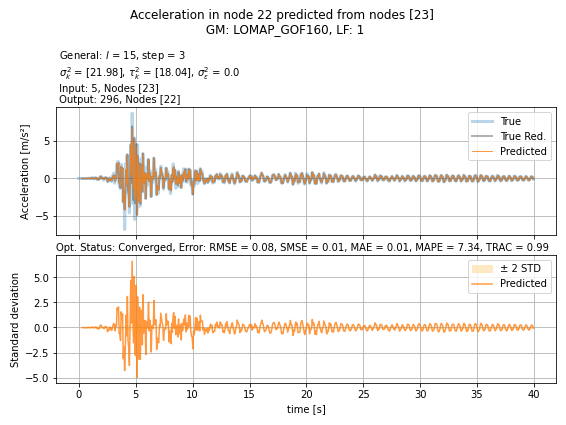 Acceleration in node 22 predicted from nodes [23]
GM: LOMAP_GOF160, LF: 1
General: l = 15, step = 3
σ²ₖ = [21.98], τ²ₖ = [18.04], σ²ε = 0.0
Input: 5, Nodes [23]
Output: 296, Nodes [22]
True
True Red.
Predicted
Acceleration [m/s²]
5
0
−5
Opt. Status: Converged, Error: RMSE = 0.08, SMSE = 0.01, MAE = 0.01, MAPE = 7.34, TRAC = 0.99
± 2 STD
Predicted
Standard deviation
5.0
2.5
0.0
−2.5
−5.0
0 5 10 15 20 25 30 35 40
time [s]